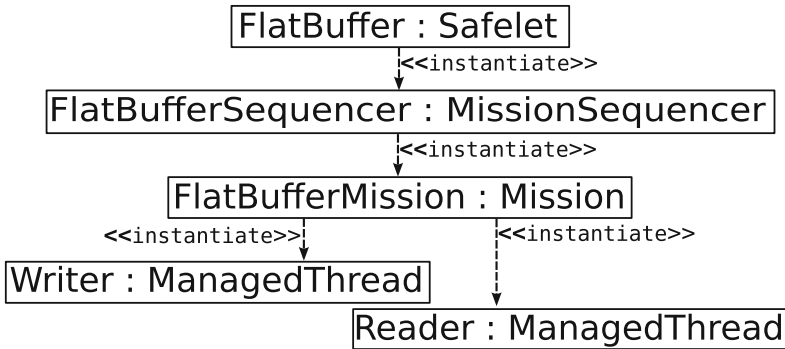 FlatBuffer : Safelet
<<instantiate>>
FlatBufferSequencer : MissionSequencer
<<instantiate>>
FlatBufferMission : Mission
<<instantiate>>
<<instantiate>>
Writer : ManagedThread
Reader : ManagedThread